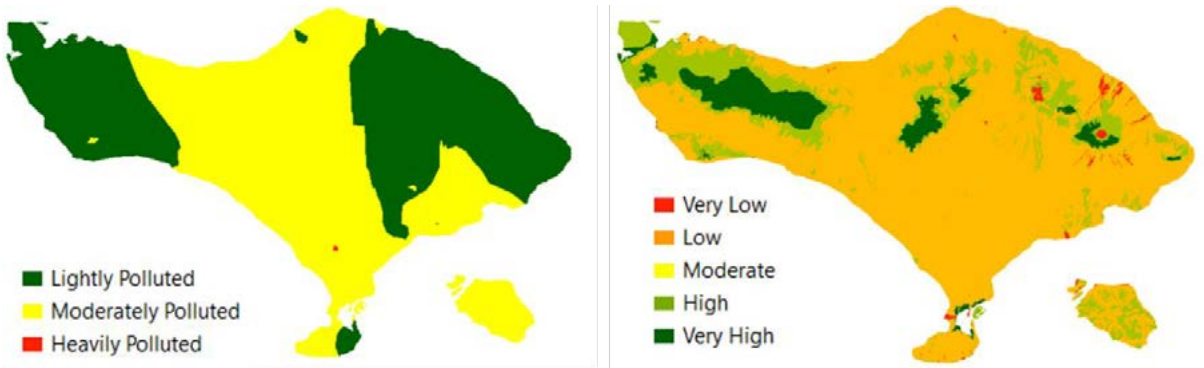 Lightly Polluted
Moderately Polluted
Heavily Polluted
Very Low
Low
Moderate
High
Very High